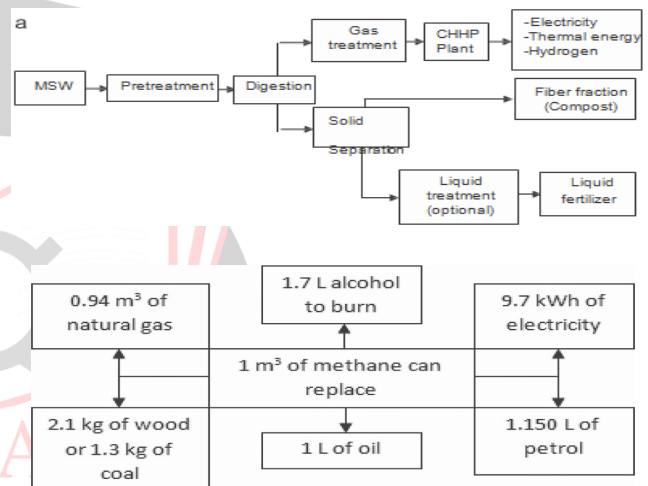 a
Gas
treatment
CHHP
Plant
-Electricity
-Thermal energy
-Hydrogen
MSW
Pretreatment
Digestion
Fiber fraction
(Compost)
Solid
Separation
Liquid
treatment
(optional)
Liquid
fertilizer
0.94 m³ of
natural gas
1.7 L alcohol
to burn
9.7 kWh of
electricity
1 m³ of methane can
replace
2.1 kg of wood
or 1.3 kg of
coal
1 L of oil
1.150 L of
petrol